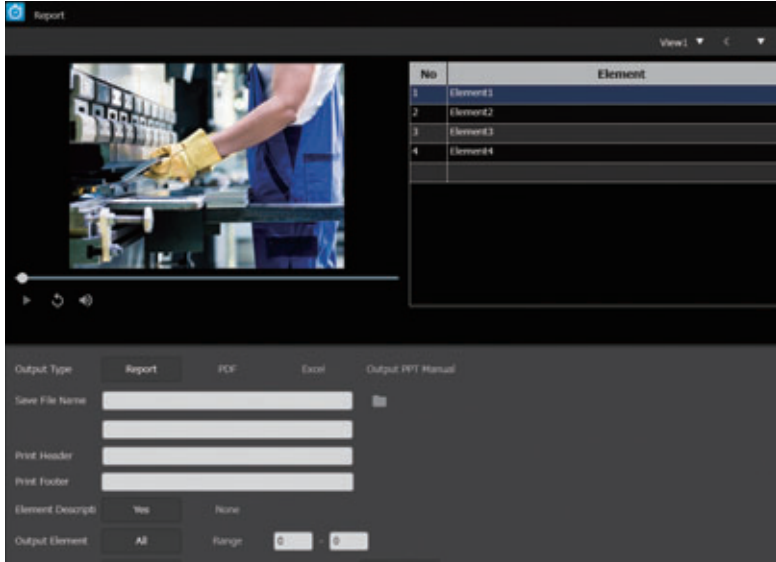 Report
View1
No Element
1 Element1
2 Element2
3 Element3
4 Element4
Output Type Report PDF Excel Output PPT Manual
Save File Name
Print Header
Print Footer
Element Descripti Yes None
Output Element All Range 0 - 0